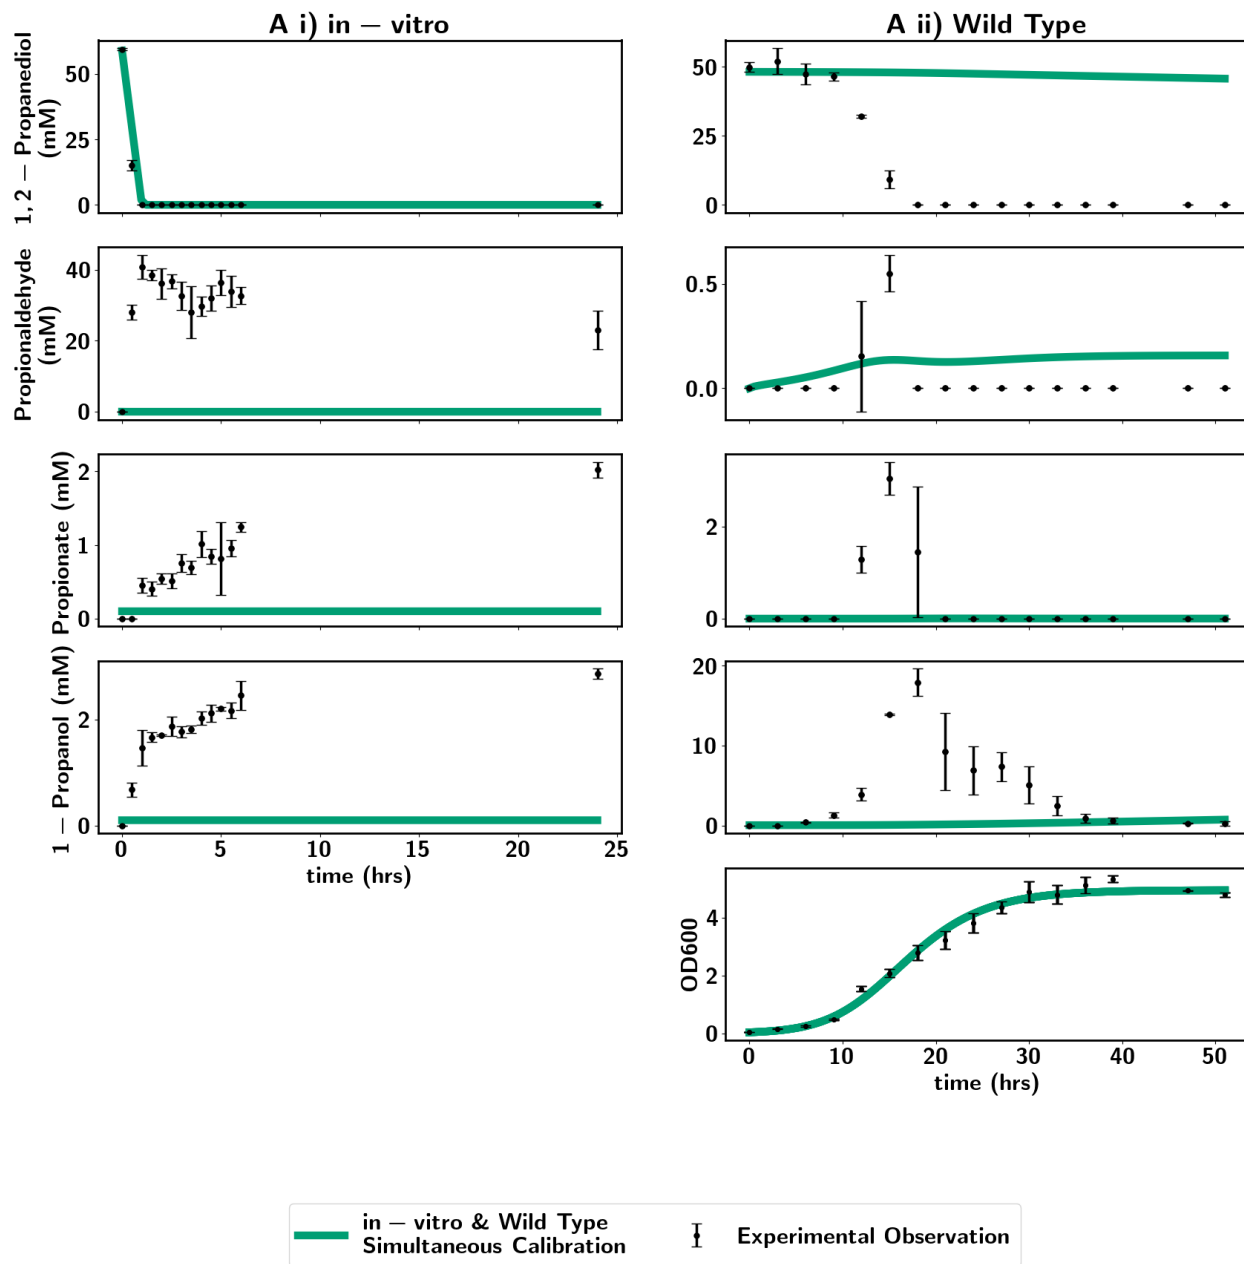 A i) in − vitro
A ii) Wild Type
1, 2 − Propanediol
(mM)
50
25
0
50
25
0
Propionaldehyde
(mM)
40
20
0
0.5
0.0
Propionate (mM)
2
1
0
2
0
1 − Propanol (mM)
2
0
20
10
0
0
5
10
15
20
25
time (hrs)
OD600
4
2
0
0
10
20
30
40
50
time (hrs)
in − vitro & Wild Type
Simultaneous Calibration
Experimental Observation